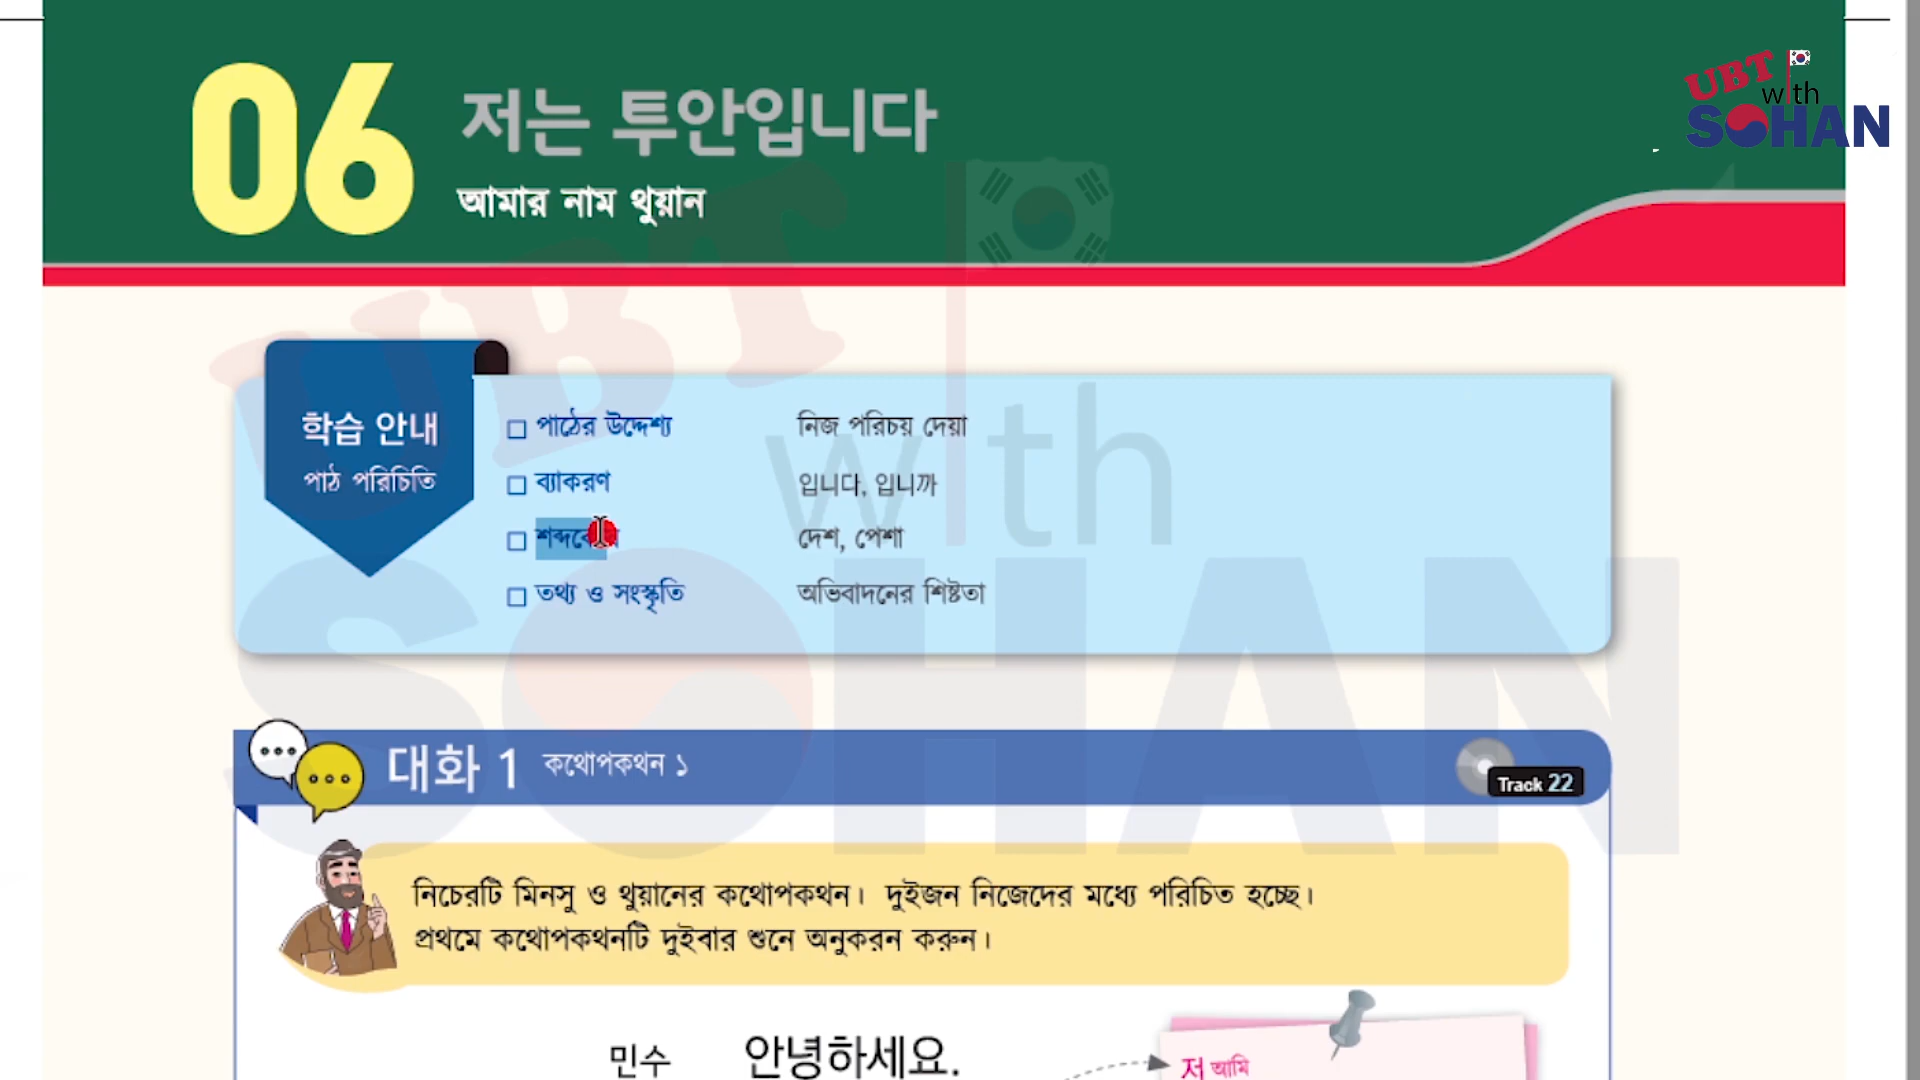 06
저는 투안입니다
আমার নাম থুয়ান
UBT
with
SOHAN
학습 안내
পাঠ পরিচিতি
পাঠের উদ্দেশ্য নিজ পরিচয় দেয়া
ব্যাকরণ 입니다, 입니까
দেশ, পেশা
তথ্য ও সংস্কৃতি অভিবাদনের শিষ্টতা
UBT
with
SOHAN
대화 1 কথোপকথন ১
Track 22
নিচেরটি মিনসু ও থুয়ানের কথোপকথন। দুইজন নিজেদের মধ্যে পরিচিত হচ্ছে।
প্রথমে কথোপকথনটি দুইবার শুনে অনুকরন করুন।
민수 안녕하세요.
저 আমি